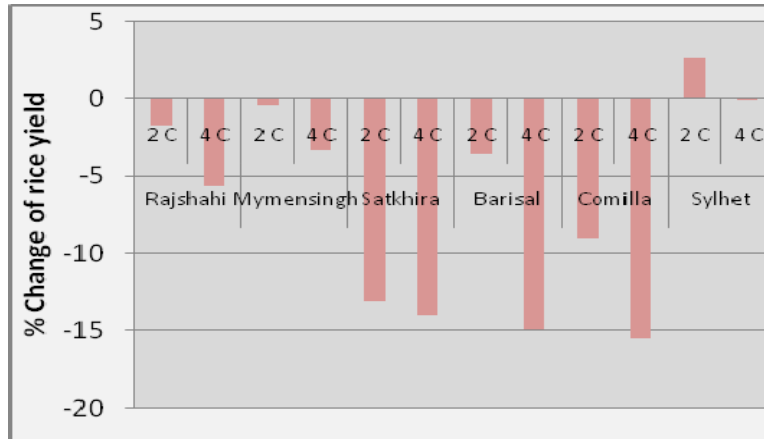 % Change of rice yield
5
0
-5
-10
-15
-20
2 C 4 C 2 C 4 C 2 C 4 C 2 C 4 C 2 C 4 C 2 C 4 C
Rajshahi Mymensingh Satkhira Barisal Comilla Sylhet